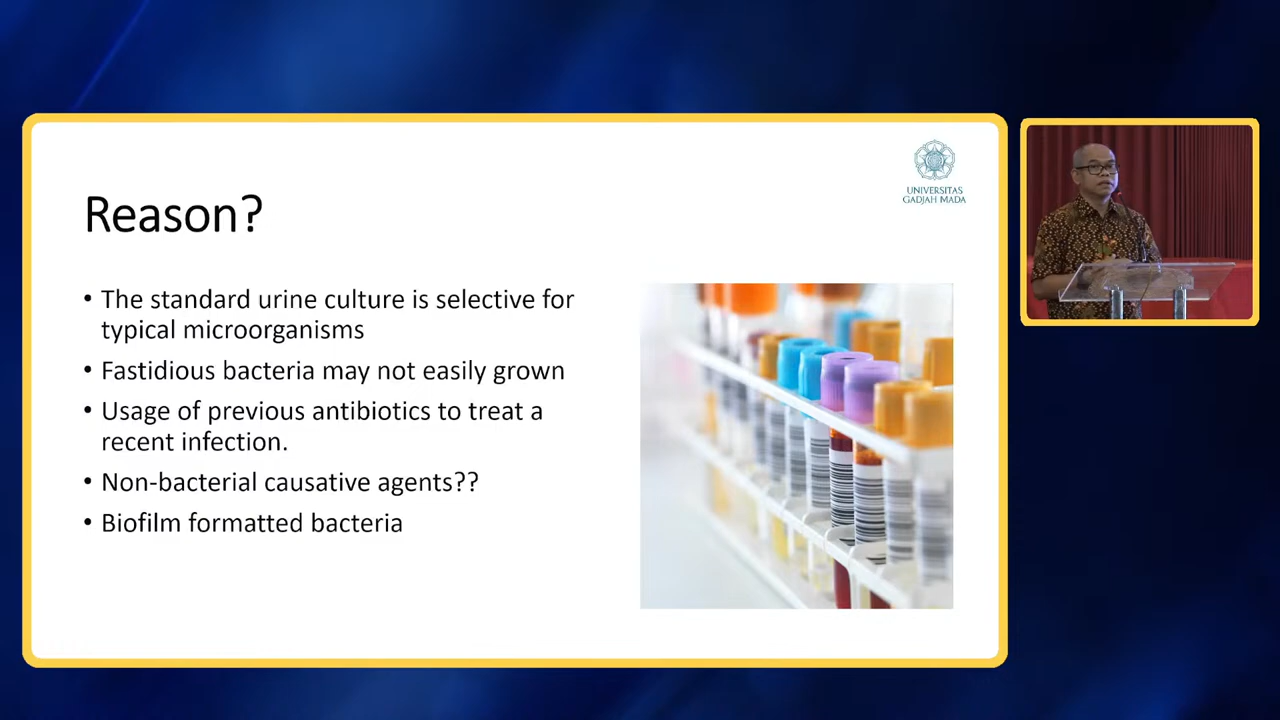 UNIVERSITAS
GADJAH MADA
Reason?
• The standard urine culture is selective for
typical microorganisms
• Fastidious bacteria may not easily grown
• Usage of previous antibiotics to treat a
recent infection.
• Non-bacterial causative agents??
• Biofilm formatted bacteria